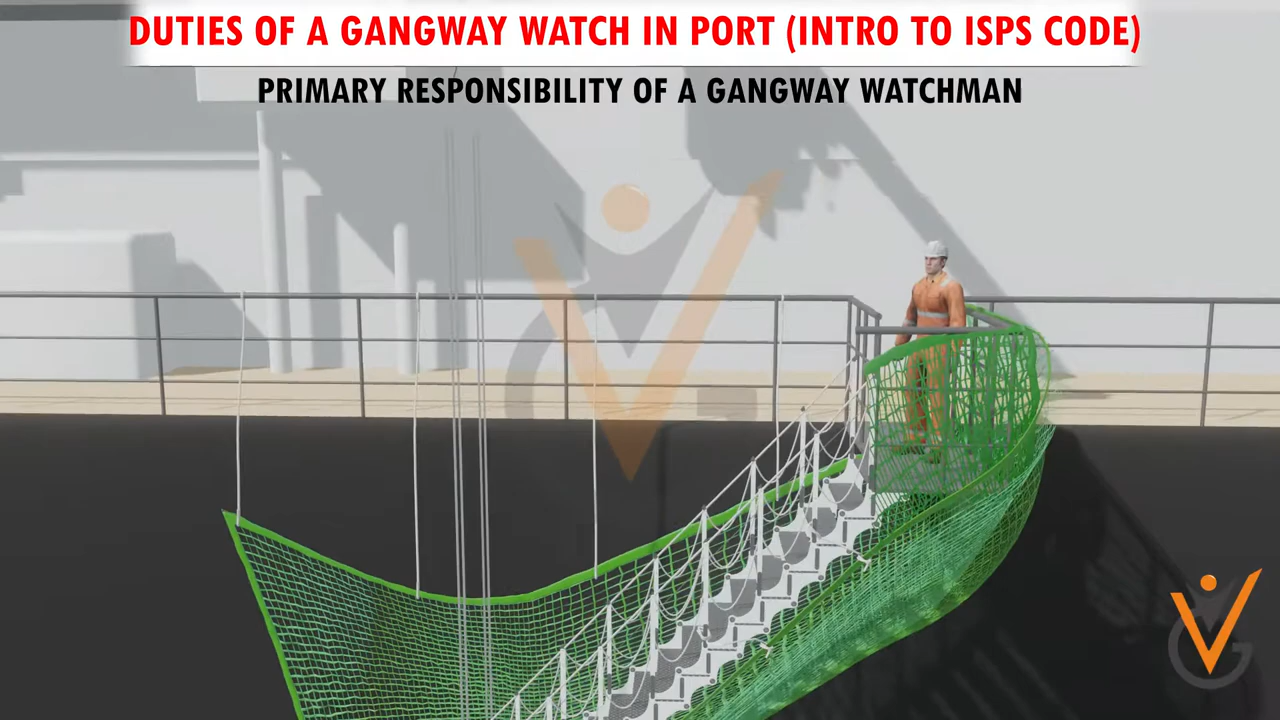 DUTIES OF A GANGWAY WATCH IN PORT (INTRO TO ISPS CODE)
PRIMARY RESPONSIBILITY OF A GANGWAY WATCHMAN